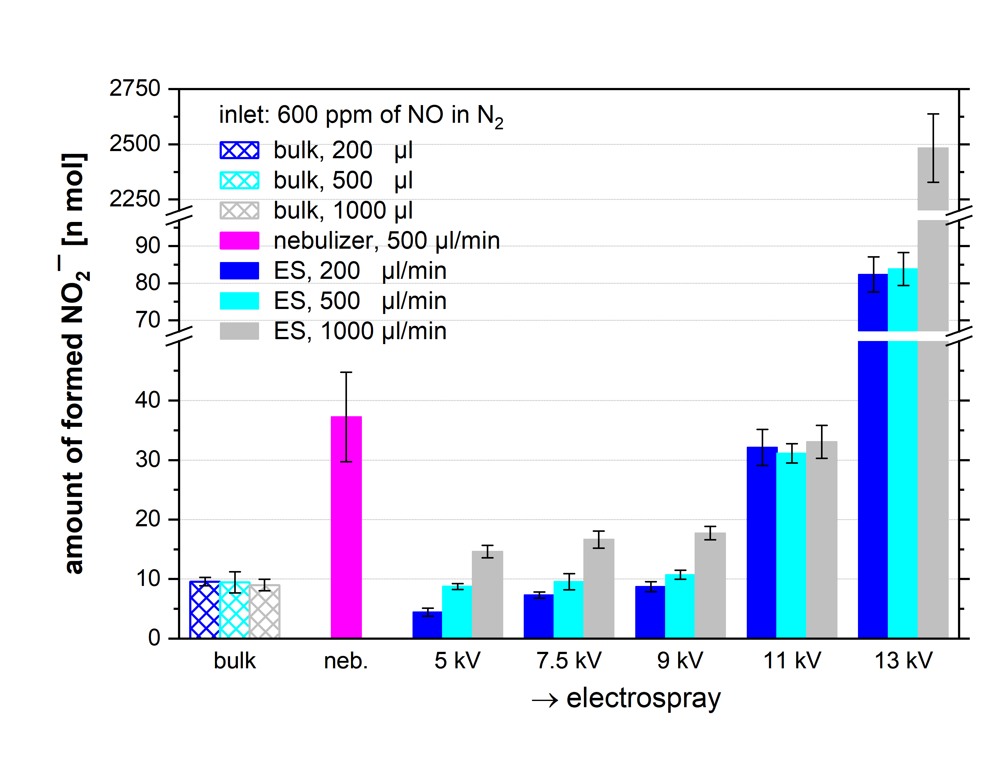 2750
2500
2250
90
80
70
40
30
20
10
0
amount of formed NO₂⁻ [n mol]
inlet: 600 ppm of NO in N₂
bulk, 200 µl
bulk, 500 µl
bulk, 1000 µl
nebulizer, 500 µl/min
ES, 200 µl/min
ES, 500 µl/min
ES, 1000 µl/min
bulk neb. 5 kV 7.5 kV 9 kV 11 kV 13 kV
→ electrospray